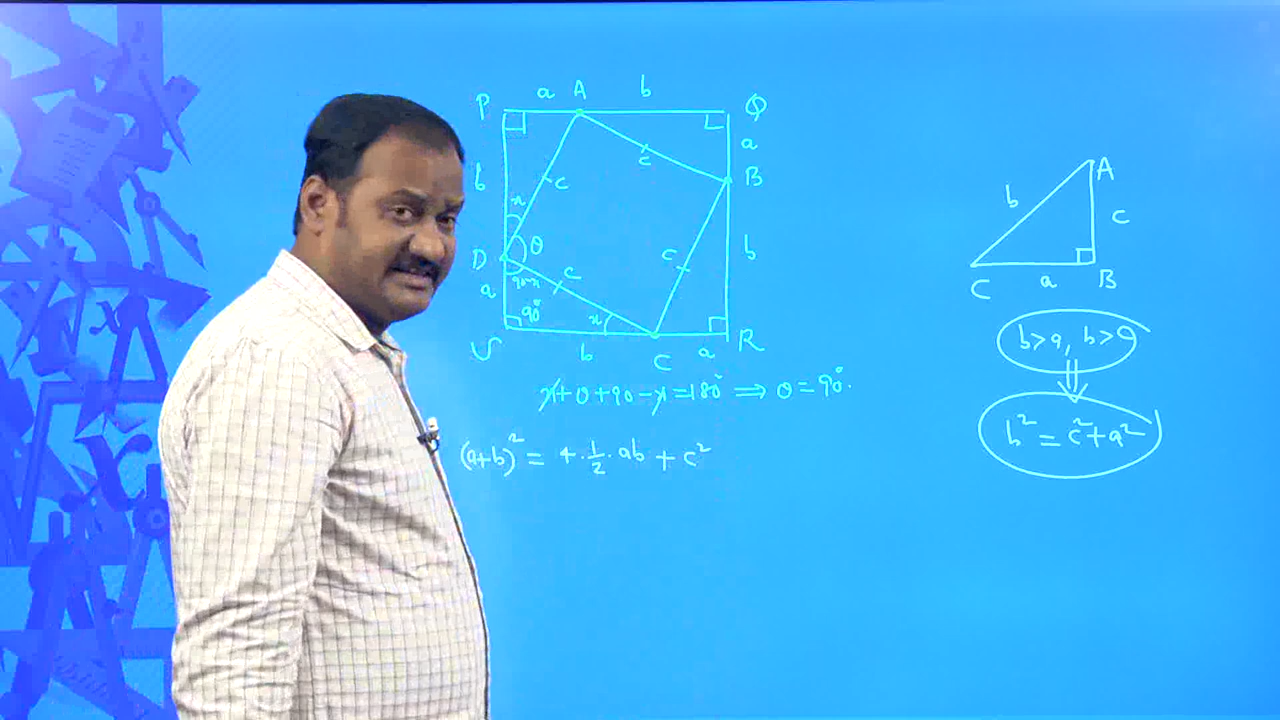 P a A b Q
b c c a
x B
D θ c c b
a 90-x
90° x
S b C a R
x+θ+90-x=180° ⟹ θ=90°.
(a+b)² = 4·1/2·ab + c²
A
b c
C a B
b>a, b>a
⇓
b² = c²+a²